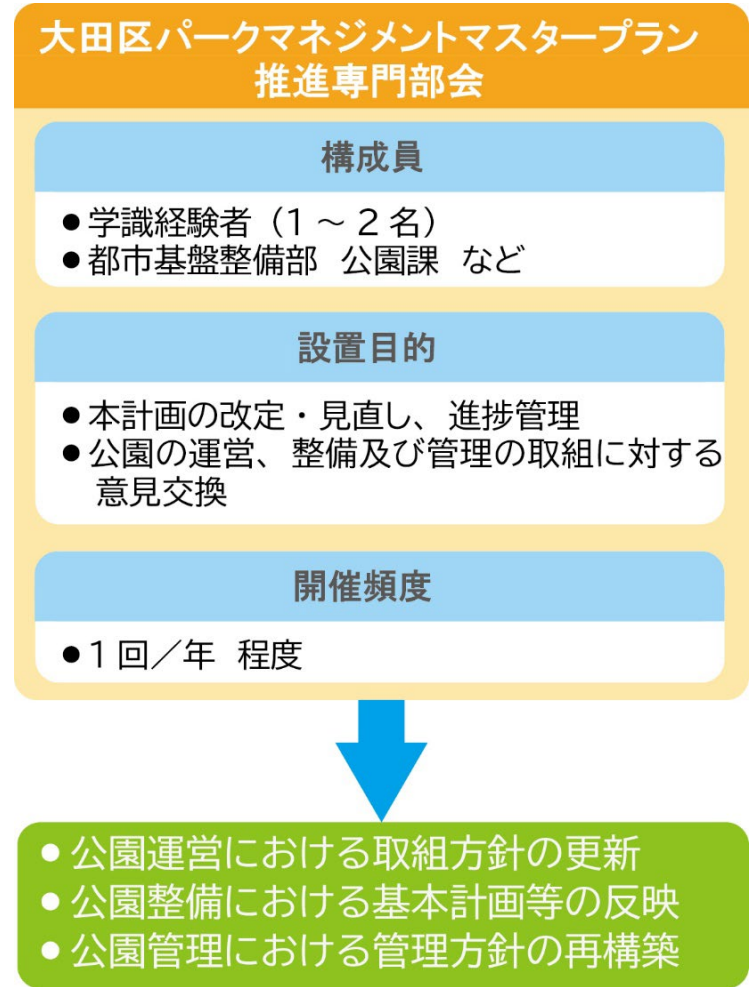 大田区パークマネジメントマスタープラン
推進専門部会
構成員
●学識経験者（1～2名）
●都市基盤整備部 公園課 など
設置目的
●本計画の改定・見直し、進捗管理
●公園の運営、整備及び管理の取組に対する
意見交換
開催頻度
●1回／年 程度
●公園運営における取組方針の更新
●公園整備における基本計画等の反映
●公園管理における管理方針の再構築